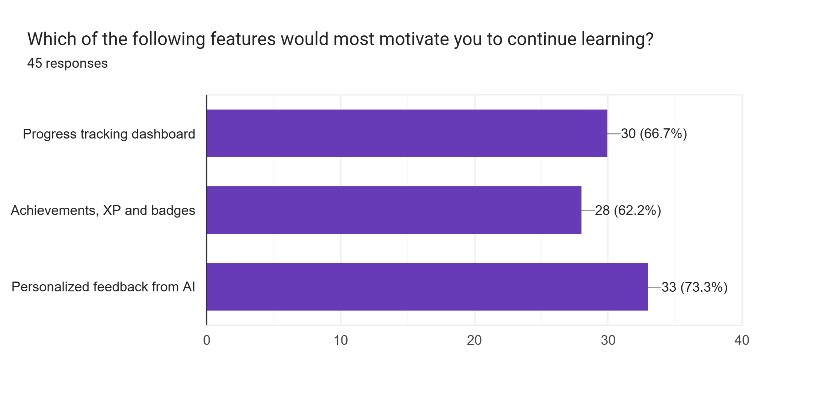 Which of the following features would most motivate you to continue learning?
45 responses
Progress tracking dashboard
30 (66.7%)
Achievements, XP and badges
28 (62.2%)
Personalized feedback from AI
33 (73.3%)
0 10 20 30 40